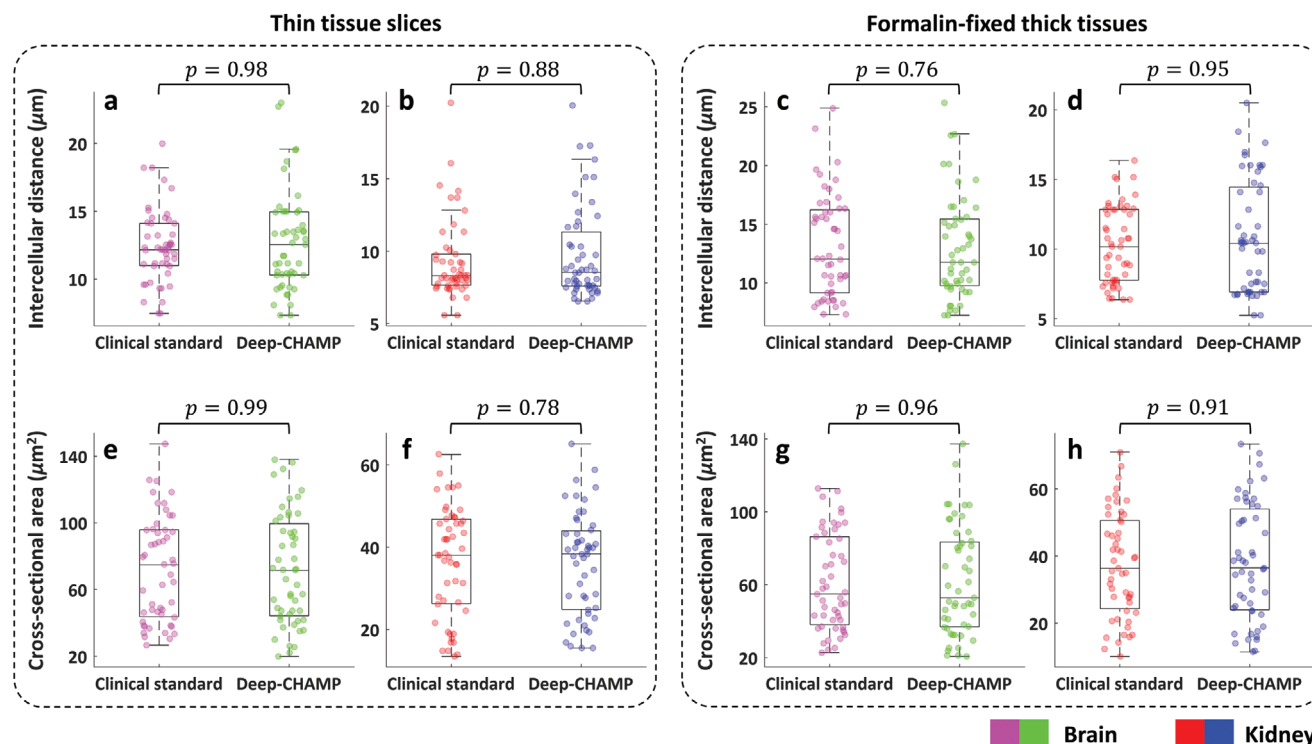 Thin tissue slices
Formalin-fixed thick tissues
p = 0.98
p = 0.88
p = 0.76
p = 0.95
a
b
c
d
Intercellular distance (μm)
20
15
10
20
15
10
5
Intercellular distance (μm)
25
20
15
10
20
15
10
5
Clinical standard Deep-CHAMP
Clinical standard Deep-CHAMP
Clinical standard Deep-CHAMP
Clinical standard Deep-CHAMP
p = 0.99
p = 0.78
p = 0.96
p = 0.91
e
f
g
h
Cross-sectional area (μm²)
140
100
60
20
60
40
20
Cross-sectional area (μm²)
140
100
60
20
60
40
20
Clinical standard Deep-CHAMP
Clinical standard Deep-CHAMP
Clinical standard Deep-CHAMP
Clinical standard Deep-CHAMP
Brain
Kidney